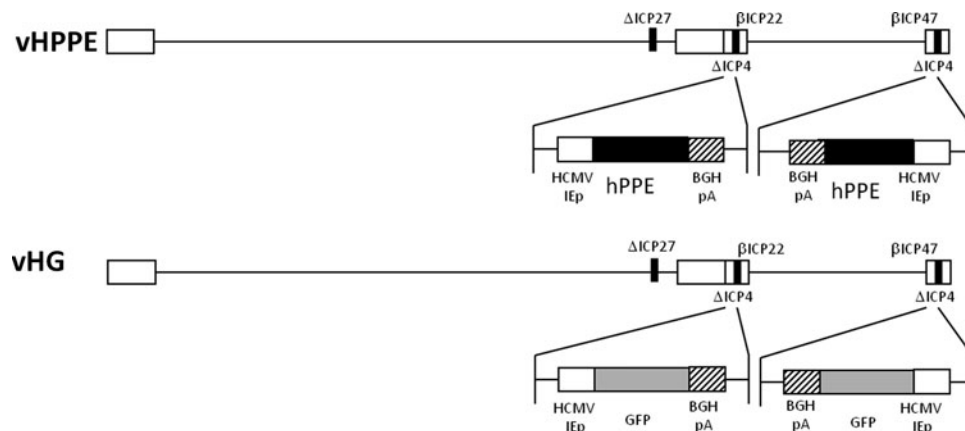 vHPPE
ΔICP27 βICP22 βICP47
ΔICP4 ΔICP4
HCMV IEp
hPPE
BGH pA
BGH pA
hPPE
HCMV IEp
vHG
ΔICP27 βICP22 βICP47
ΔICP4 ΔICP4
HCMV IEp
GFP
BGH pA
BGH pA
GFP
HCMV IEp